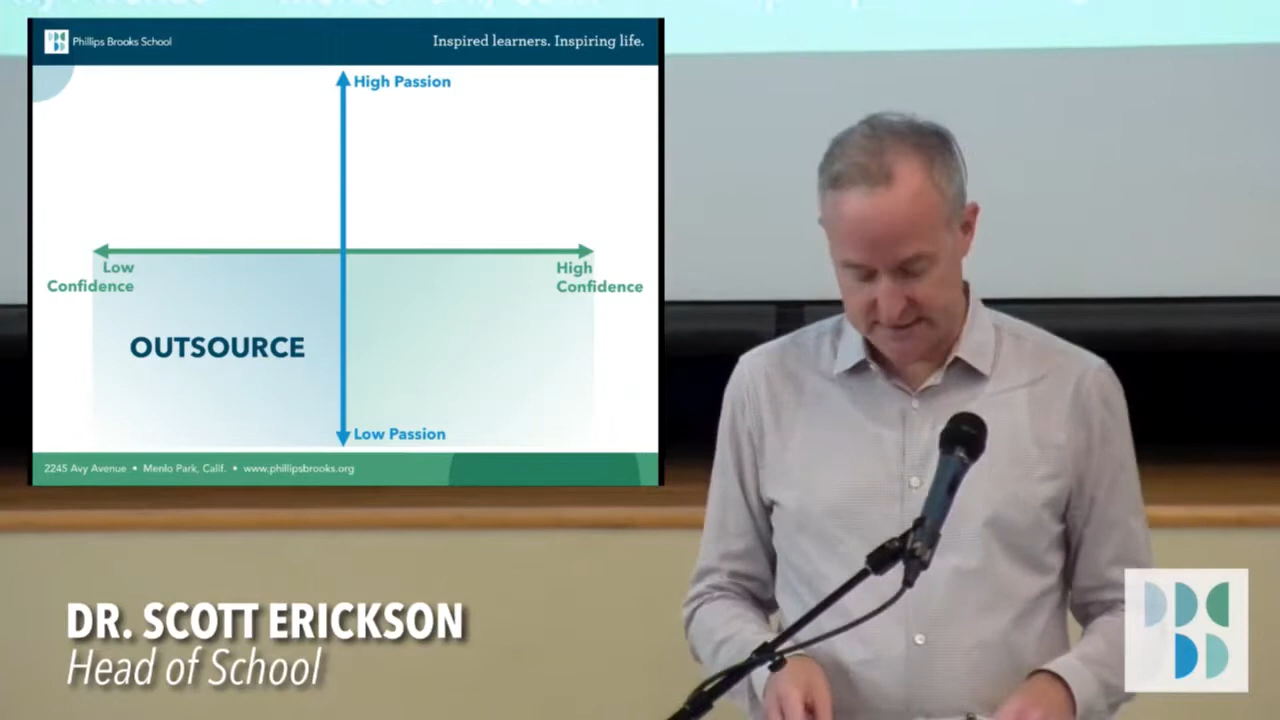 Phillips Brooks School
Inspired learners. Inspiring life.
High Passion
Low
Confidence
High
Confidence
OUTSOURCE
Low Passion
2245 Avy Avenue • Menlo Park, Calif. • www.phillipsbrooks.org
DR. SCOTT ERICKSON
Head of School